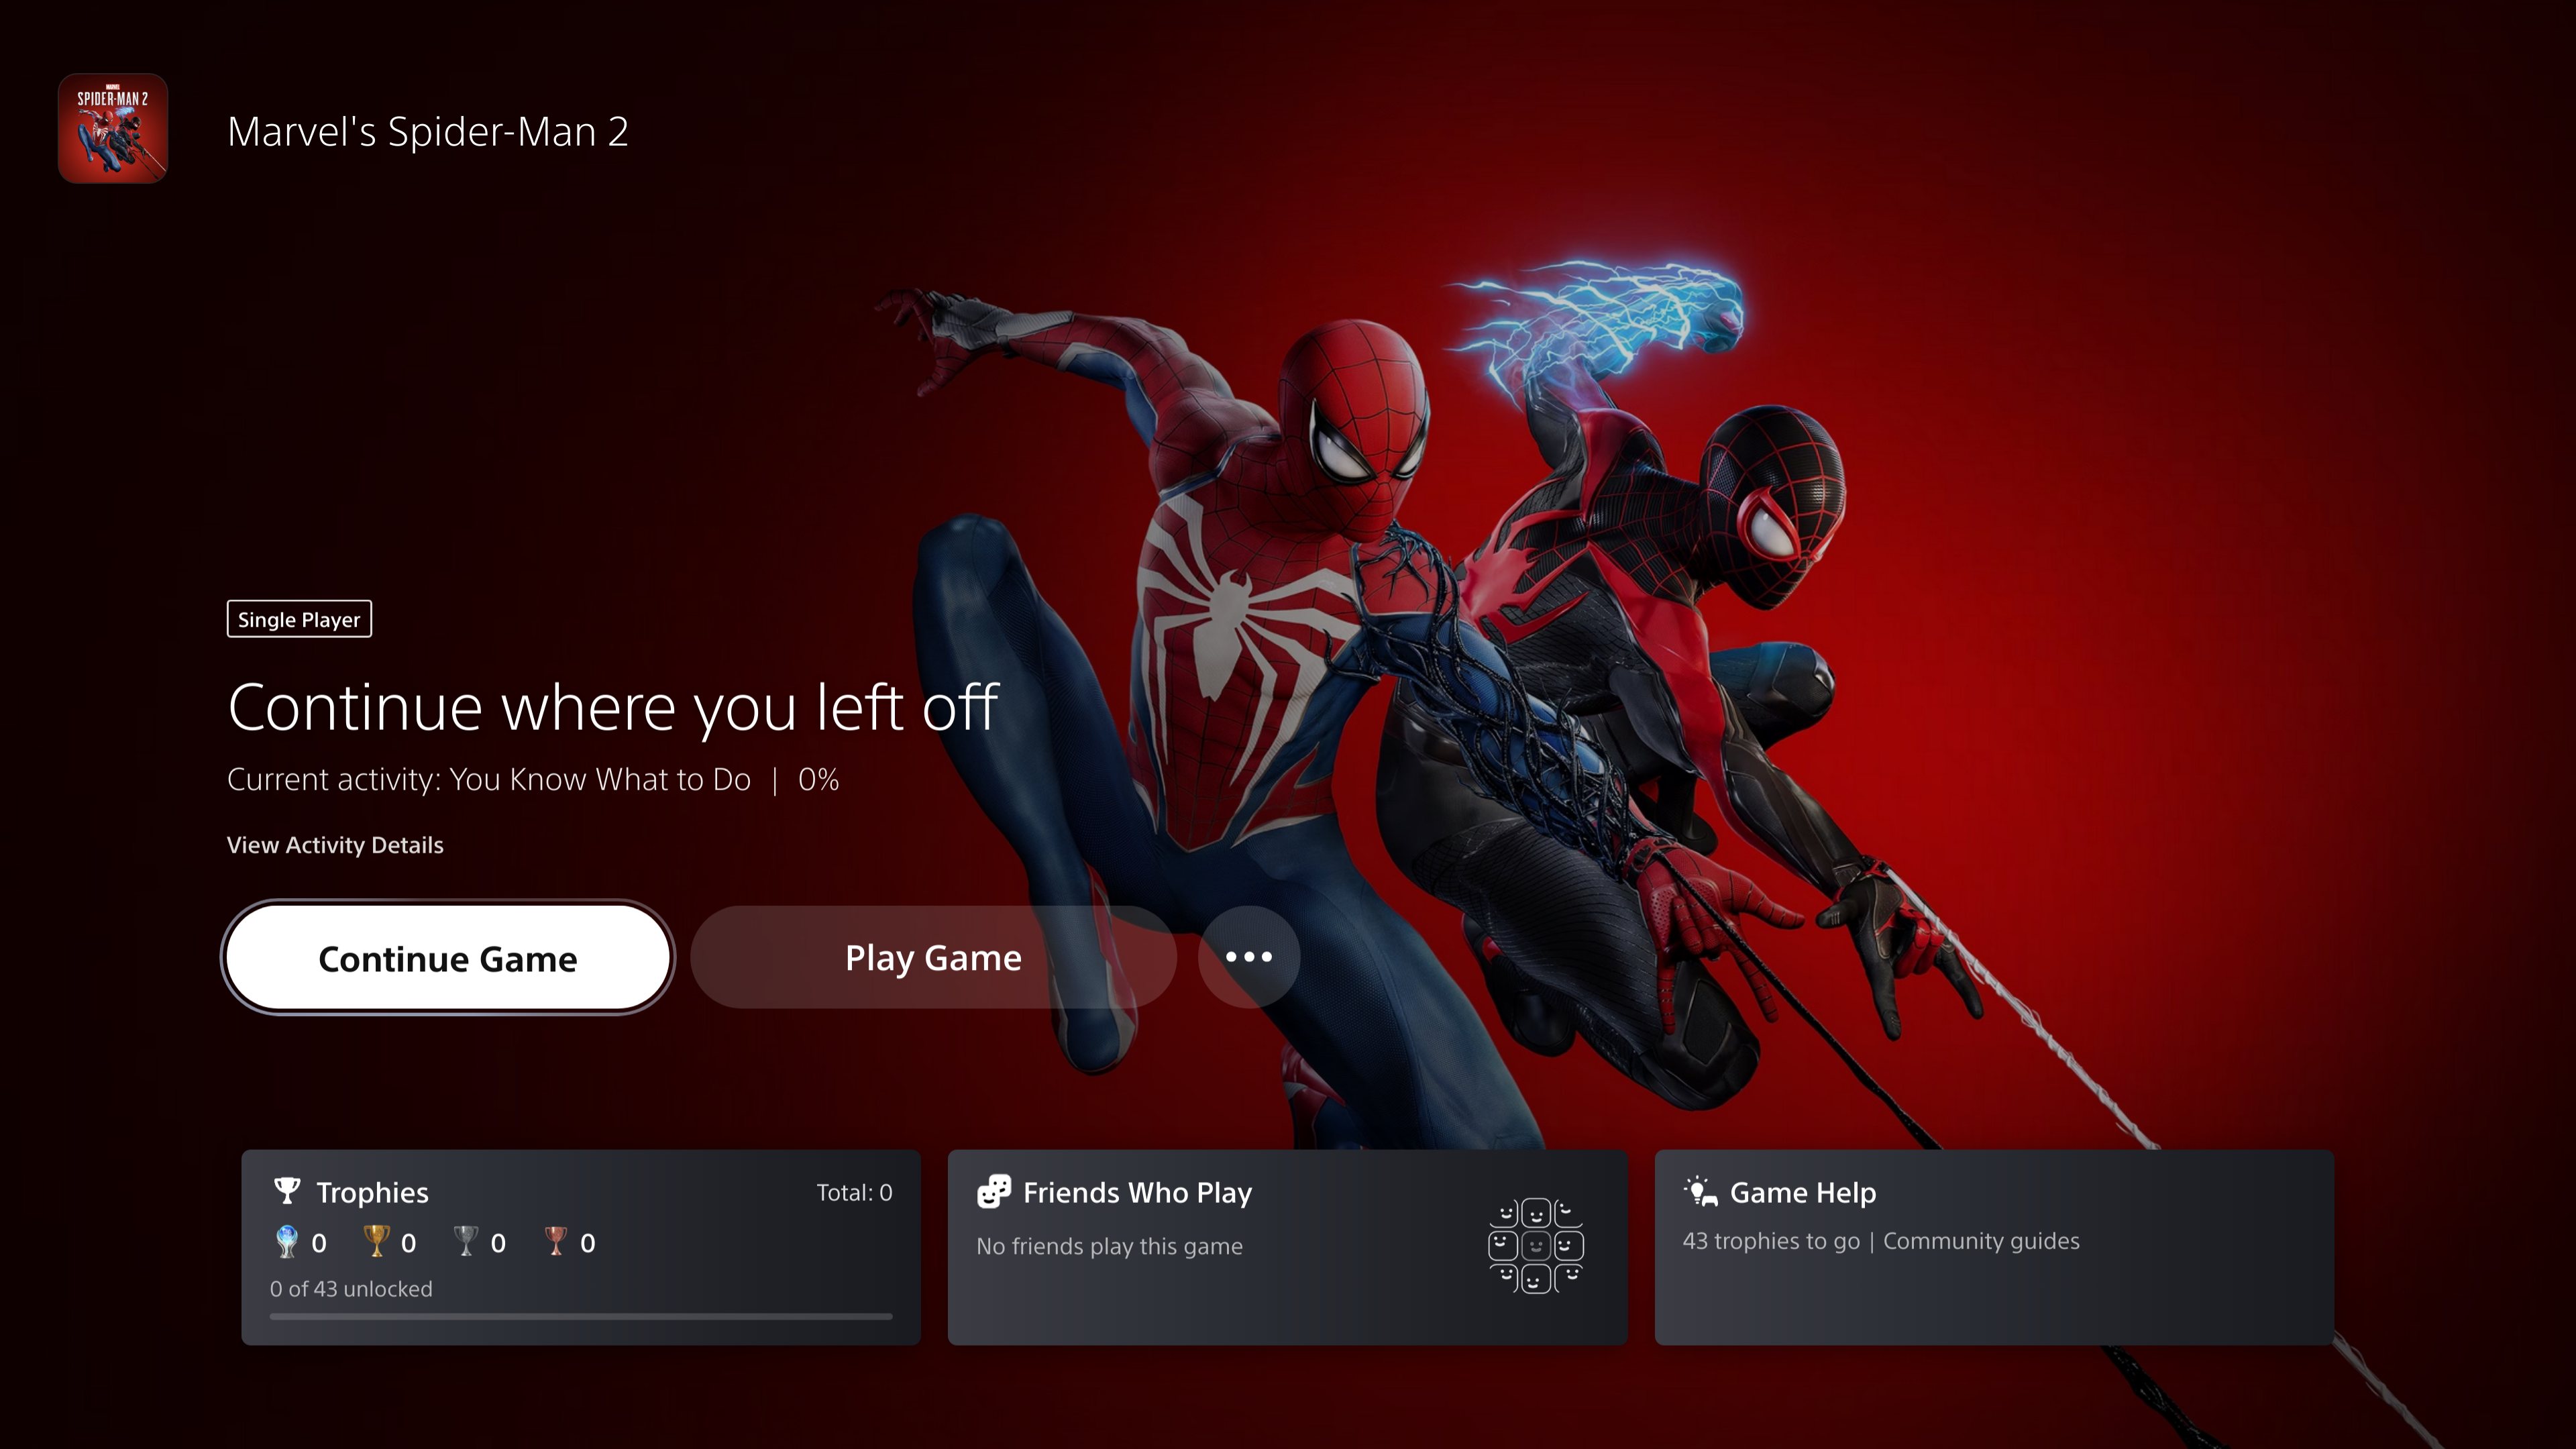 MARVEL
SPIDER-MAN 2
Marvel's Spider-Man 2
Single Player
Continue where you left off
Current activity: You Know What to Do | 0%
View Activity Details
Continue Game
Play Game
Trophies
Total: 0
0 0 0 0
0 of 43 unlocked
Friends Who Play
No friends play this game
Game Help
43 trophies to go | Community guides